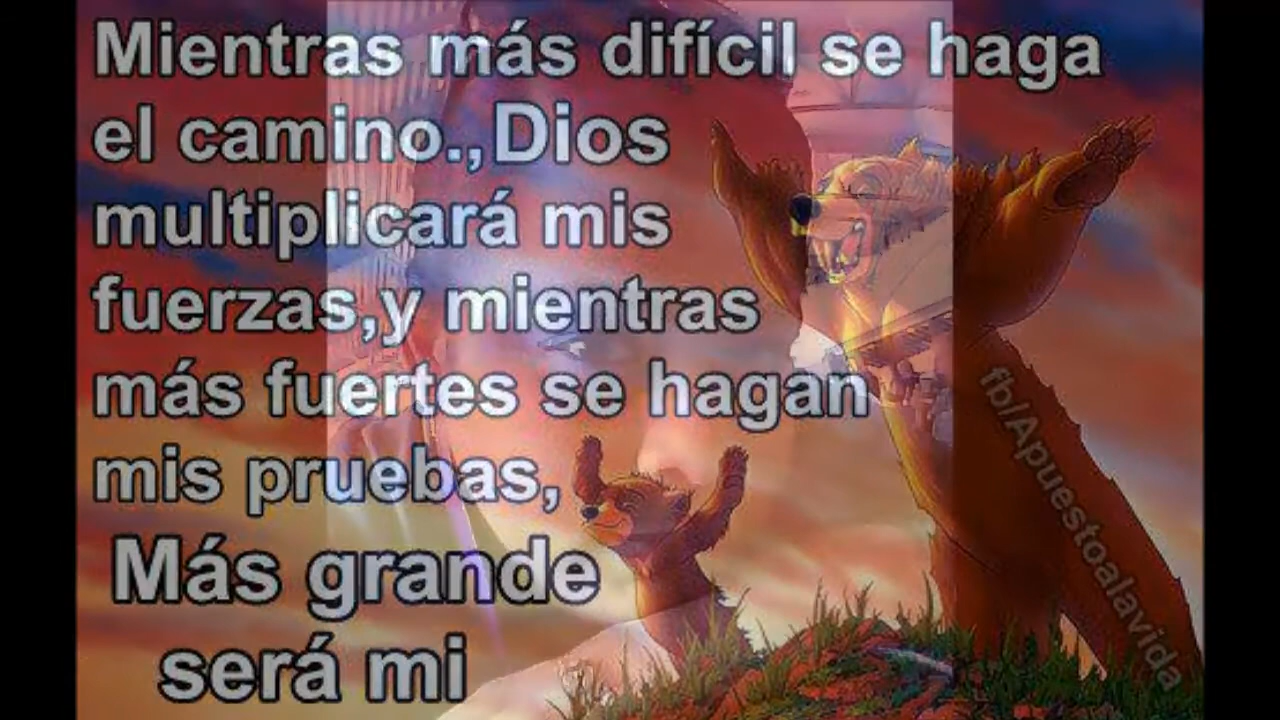 Mientras más difícil se haga
el camino.,Dios
multiplicará mis
fuerzas,y mientras
más fuertes se hagan
mis pruebas,
Más grande
será mi
fb/Apuestoalavida